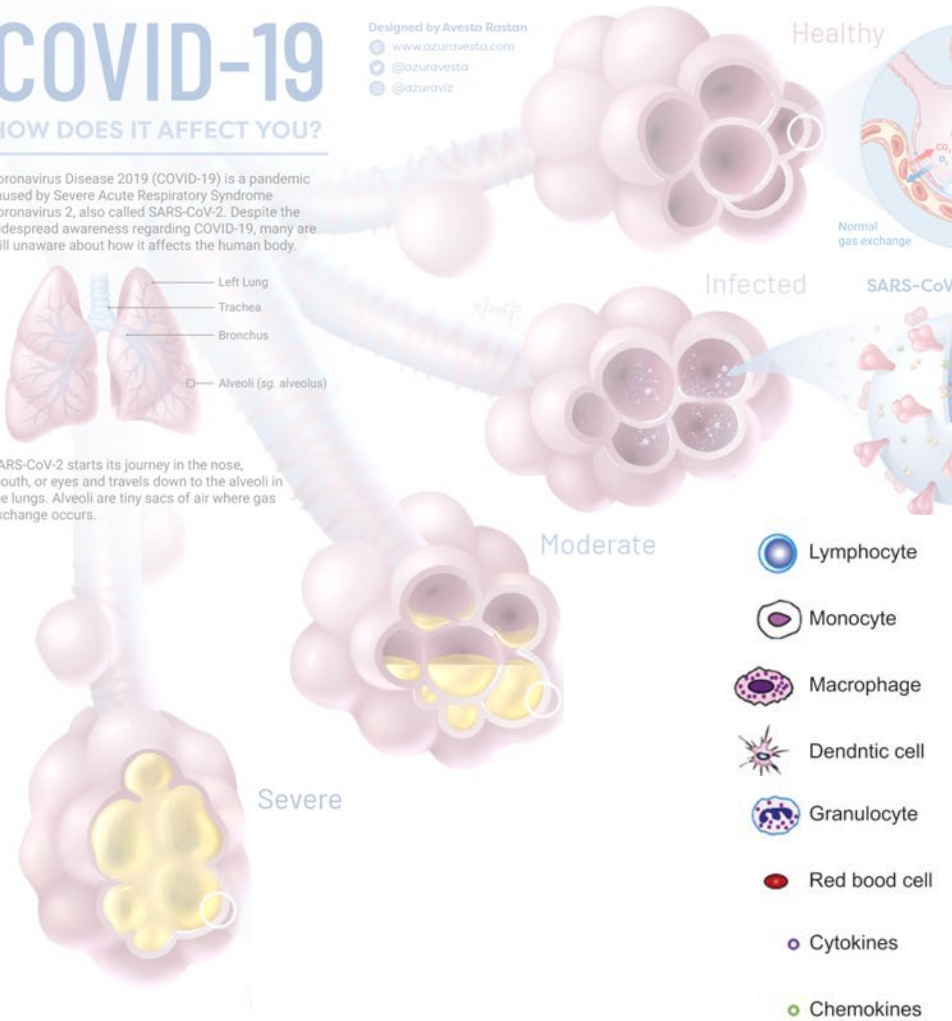 COVID-19
HOW DOES IT AFFECT YOU?
Designed by Avesta Rastan
www.azuravesta.com
@azuravesta
@azuraviz
oronavirus Disease 2019 (COVID-19) is a pandemic
used by Severe Acute Respiratory Syndrome
oronavirus 2, also called SARS-CoV-2. Despite the
idespread awareness regarding COVID-19, many are
ill unaware about how it affects the human body.
Left Lung
Trachea
Bronchus
Alveoli (sg. alveolus)
ARS-CoV-2 starts its journey in the nose,
outh, or eyes and travels down to the alveoli in
e lungs. Alveoli are tiny sacs of air where gas
xchange occurs.
Healthy
CO₂
O₂
Normal
gas exchange
Infected
SARS-CoV
Moderate
Severe
Lymphocyte
Monocyte
Macrophage
Dendntic cell
Granulocyte
Red bood cell
Cytokines
Chemokines